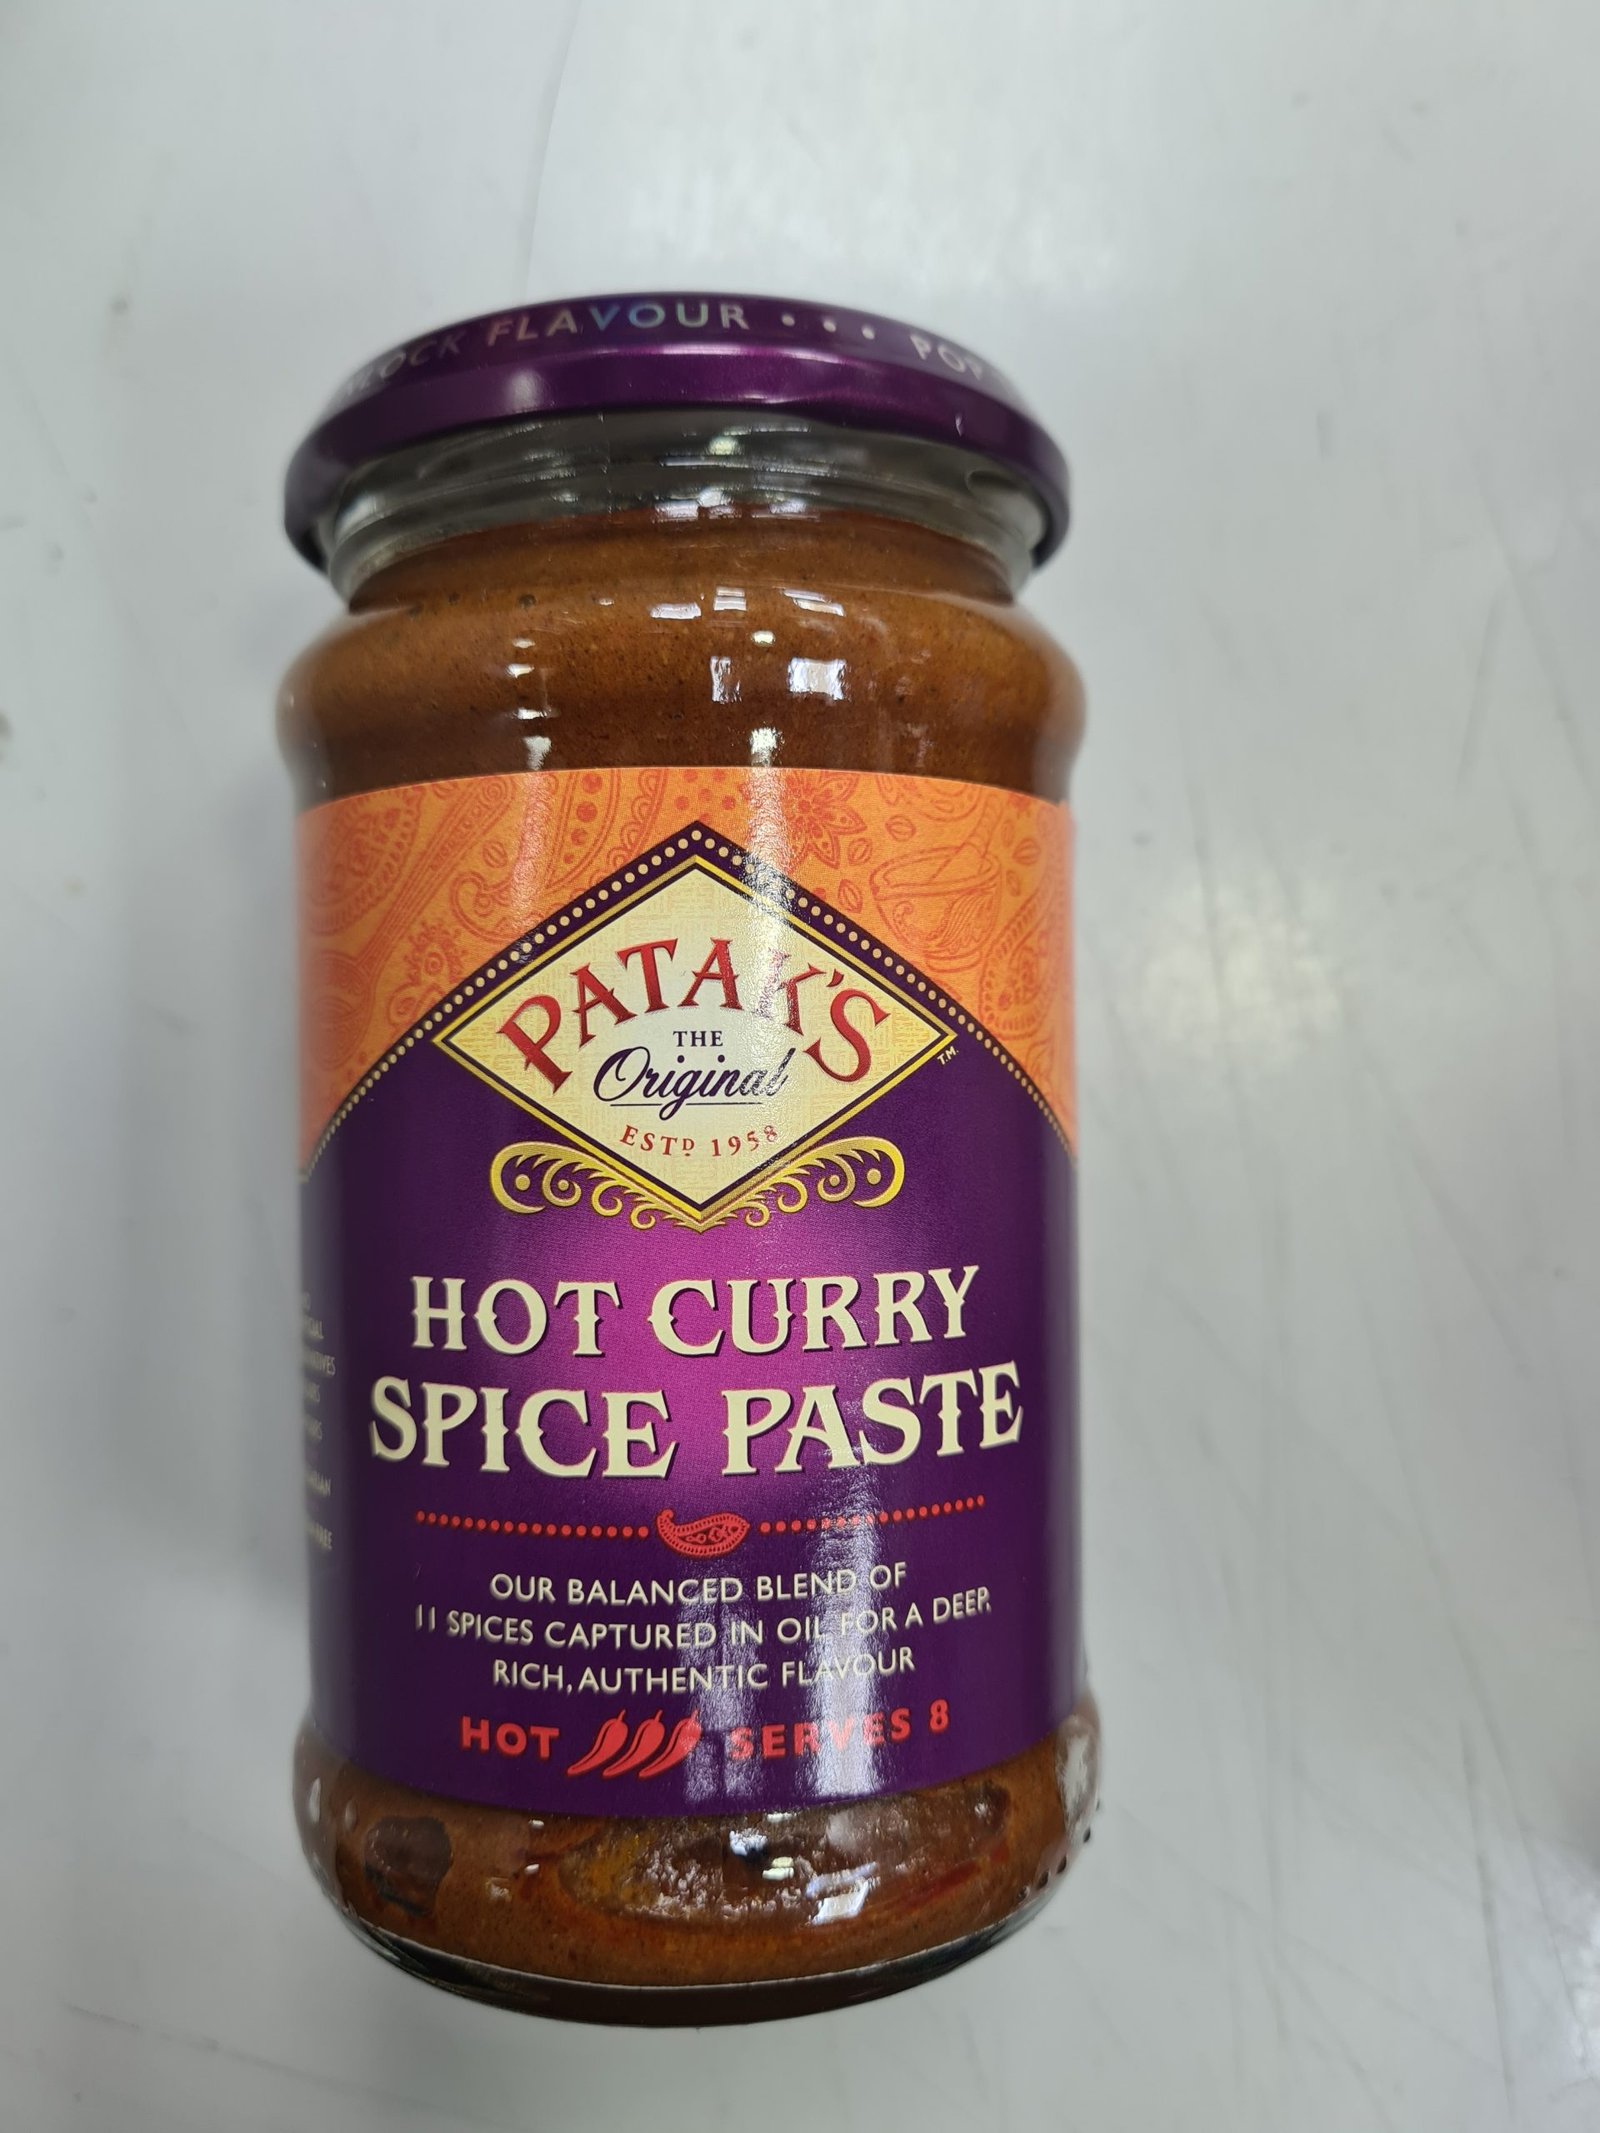 FLAVOUR • • • POP
PATAK'S
THE
Original
ESTD 1958
T.M.
HOT CURRY
SPICE PASTE
OUR BALANCED BLEND OF
11 SPICES CAPTURED IN OIL FOR A DEEP,
RICH, AUTHENTIC FLAVOUR
HOT SERVES 8